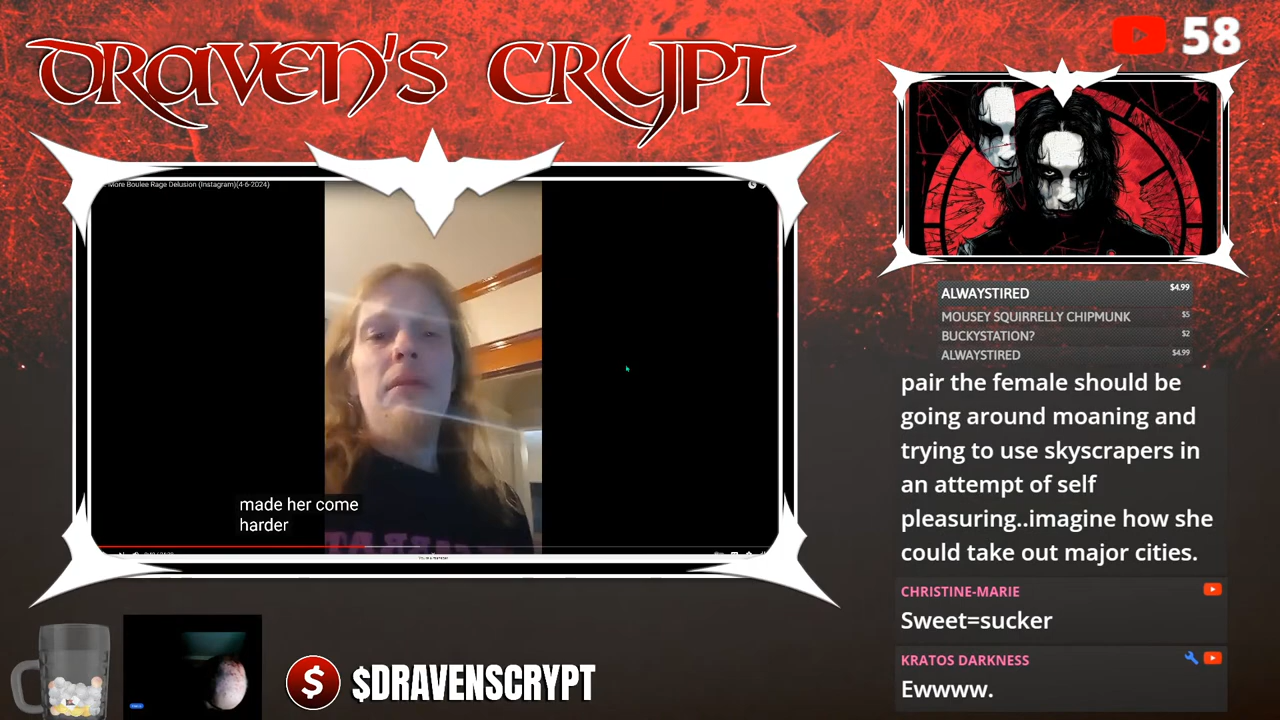 DRAVEN'S CRYPT
58
More Boulee Rage Delusion (Instagram)(4-6-2024)
made her come
harder
ALWAYSTIRED $4.99
MOUSEY SQUIRRELLY CHIPMUNK $5
BUCKYSTATION? $2
ALWAYSTIRED $4.99
pair the female should be
going around moaning and
trying to use skyscrapers in
an attempt of self
pleasuring..imagine how she
could take out major cities.
CHRISTINE-MARIE
Sweet=sucker
KRATOS DARKNESS
Ewwww.
$ $DRAVENSCRYPT